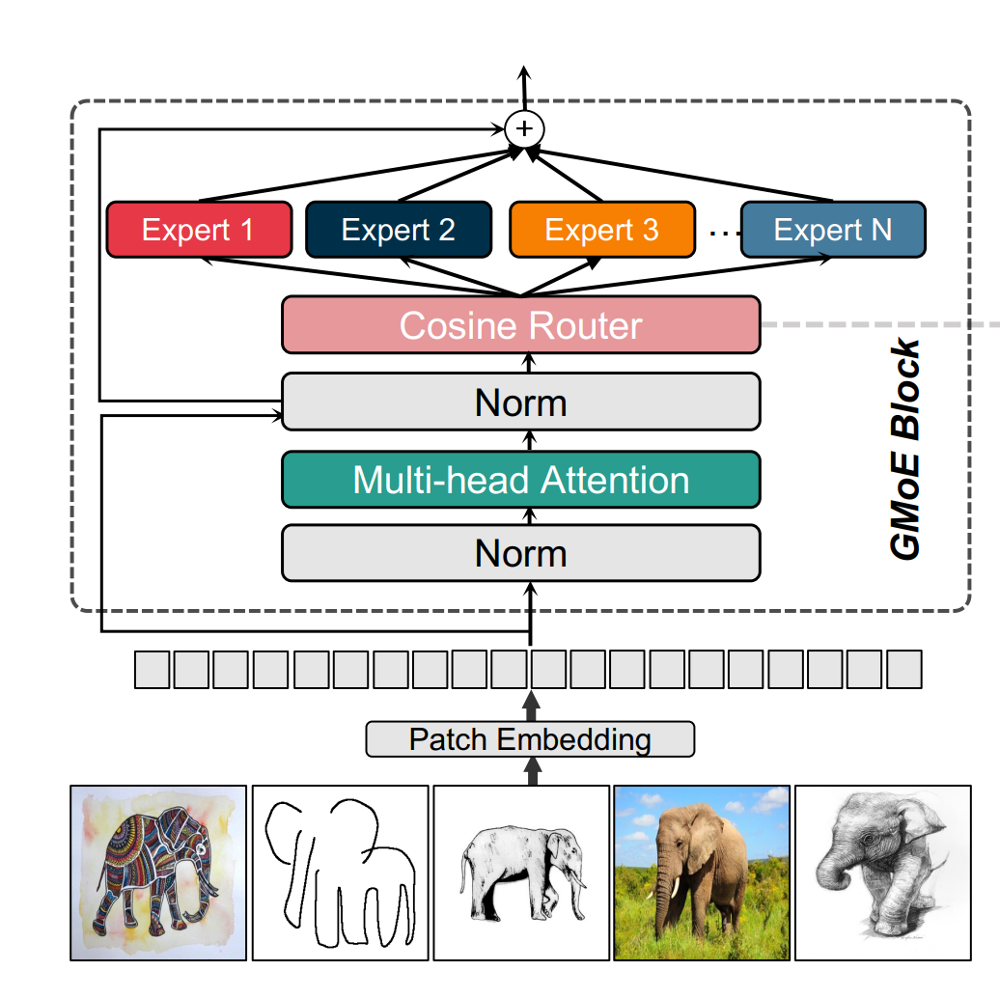 +
Expert 1
Expert 2
Expert 3
...
Expert N
Cosine Router
Norm
Multi-head Attention
Norm
GMoE Block
Patch Embedding